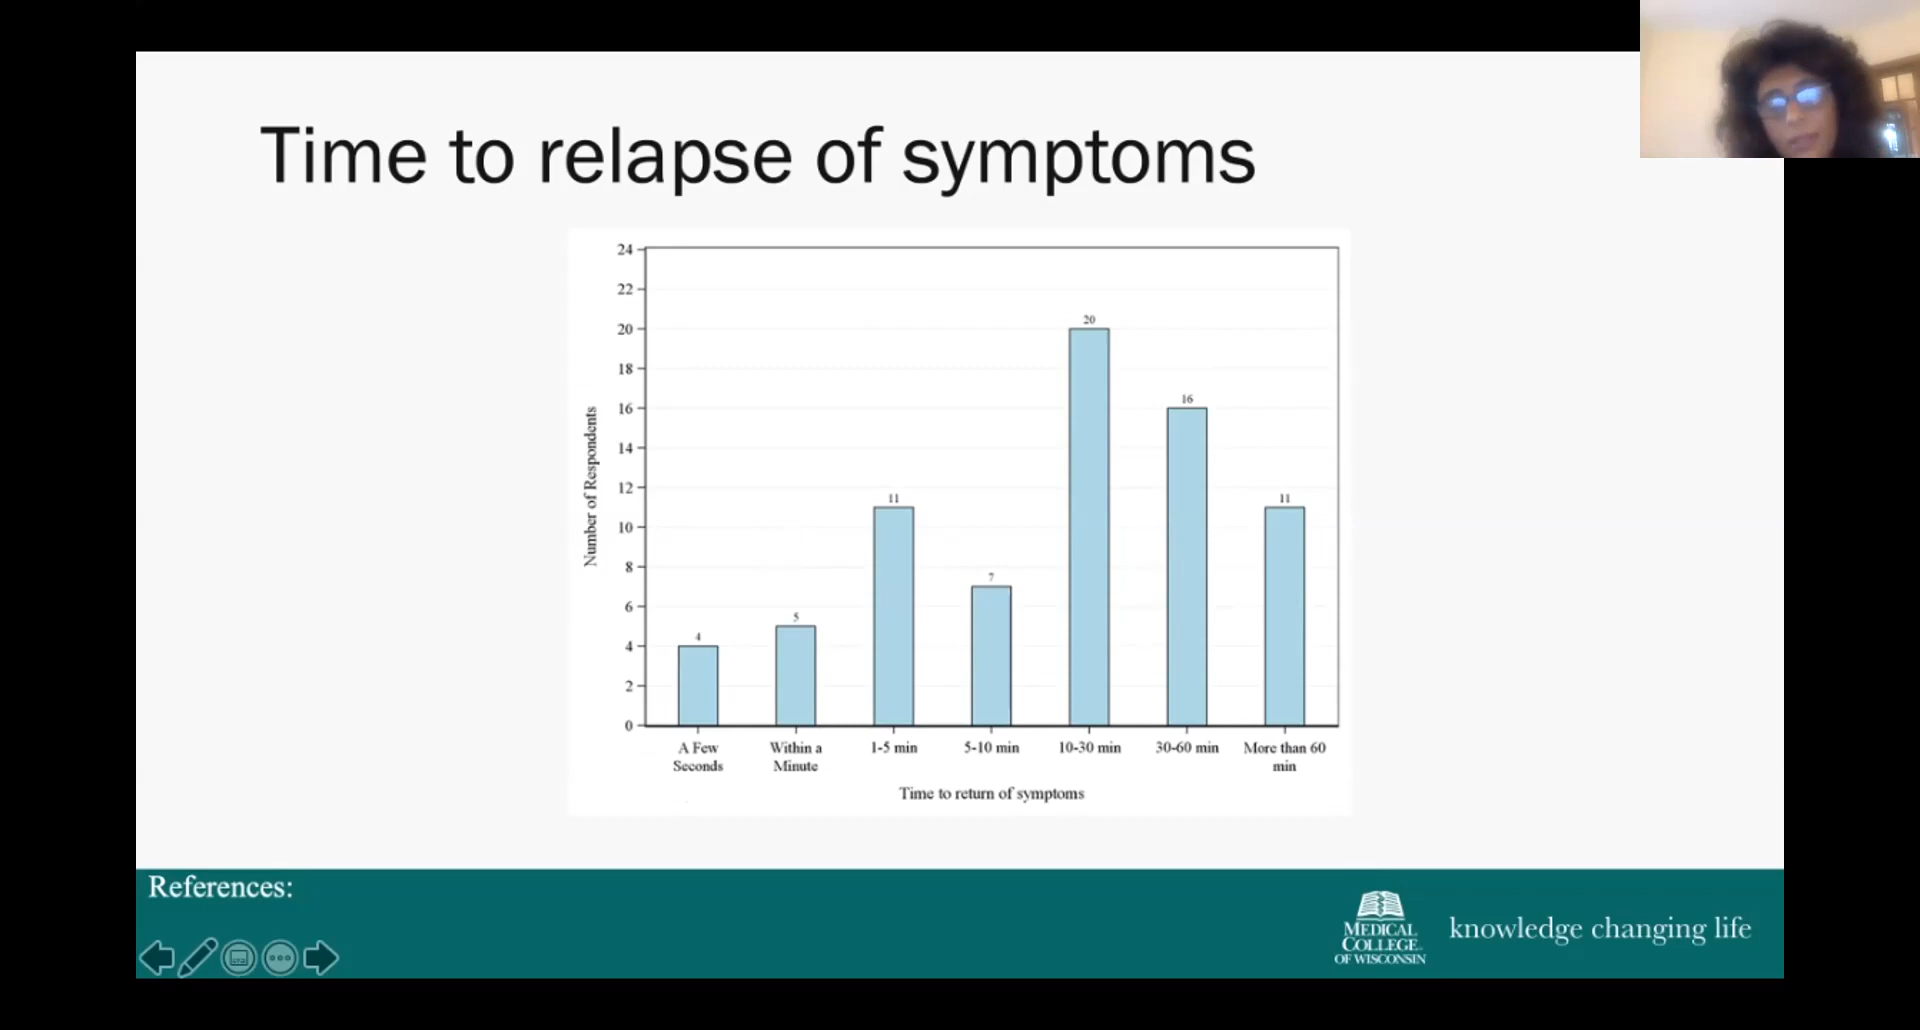 Time to relapse of symptoms
24
22
20
18
16
14
12
10
8
6
4
2
0
Number of Respondents
4
5
11
7
20
16
11
A Few
Seconds
Within a
Minute
1-5 min
5-10 min
10-30 min
30-60 min
More than 60
min
Time to return of symptoms
References:
MEDICAL
COLLEGE
OF WISCONSIN
knowledge changing life